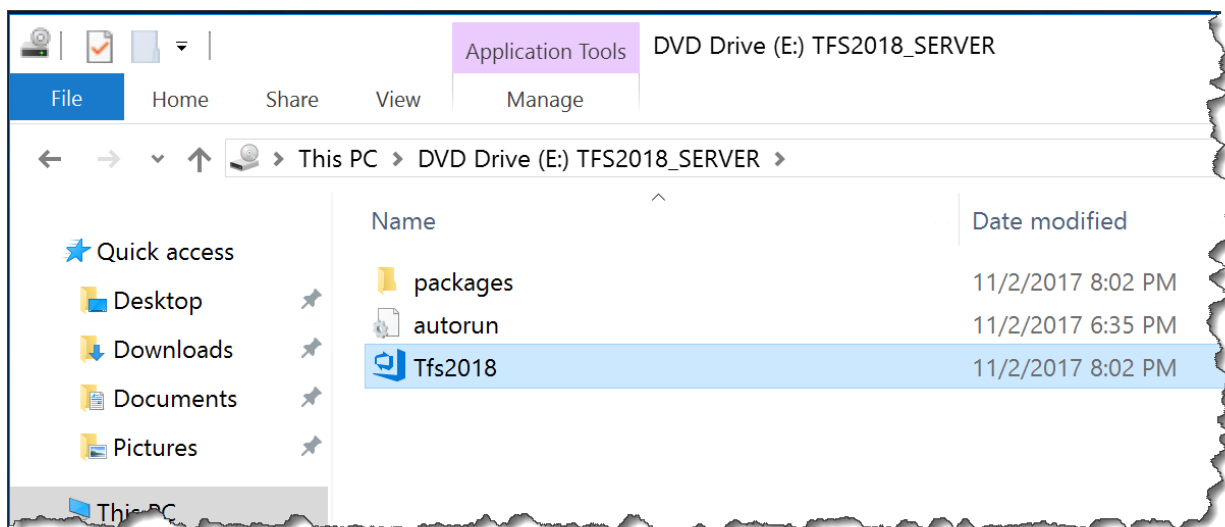 Application Tools DVD Drive (E:) TFS2018_SERVER
File Home Share View Manage
This PC DVD Drive (E:) TFS2018_SERVER
Name Date modified
Quick access
Desktop
Downloads
Documents
Pictures
This PC
packages 11/2/2017 8:02 PM
autorun 11/2/2017 6:35 PM
Tfs2018 11/2/2017 8:02 PM